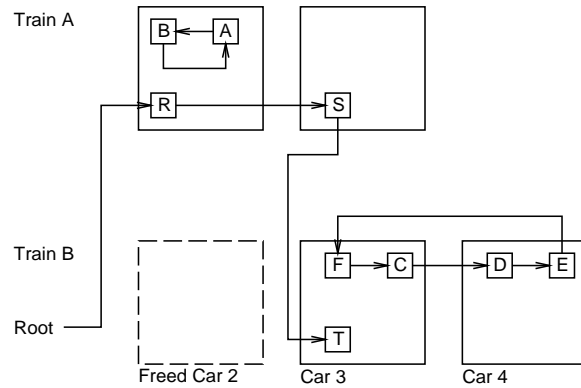 Train A
B A
R S
Train B
F C D E
Root
T
Freed Car 2 Car 3 Car 4